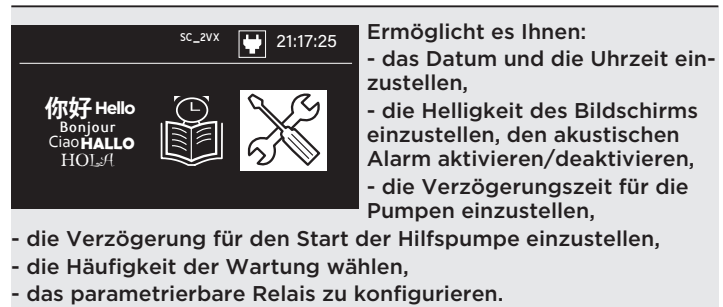 SC_2VX 21:17:25
你好 Hello
Bonjour
Ciao HALLO
HOLA
Ermöglicht es Ihnen:
- das Datum und die Uhrzeit ein-
zustellen,
- die Helligkeit des Bildschirms
einzustellen, den akustischen
Alarm aktivieren/deaktivieren,
- die Verzögerungszeit für die
Pumpen einzustellen,
- die Verzögerung für den Start der Hilfspumpe einzustellen,
- die Häufigkeit der Wartung wählen,
- das parametrierbare Relais zu konfigurieren.